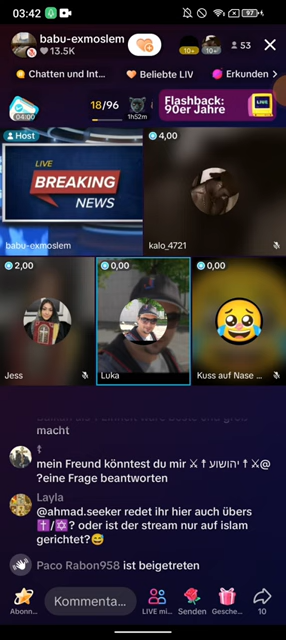 03:42
97
babu-exmoslem
13.5K
10+
10+
53
Chatten und Int...
Beliebte LIV
Erkunden
04:00
18/96
1h52m
Flashback:
90er Jahre
LIVE
Host
LIVE
BREAKING
NEWS
babu-exmoslem
4,00
kalo_4721
2,00
Jess
0,00
Luka
0,00
Kuss auf Nase ...
macht
mein Freund könntest du mir ⚔☨יהושוע☨⚔@
?eine Frage beantworten
Layla
@ahmad.seeker redet ihr hier auch übers
✝️/✡️? oder ist der stream nur auf islam
gerichtet?😅
Paco Rabon958 ist beigetreten
Abonn...
Kommenta...
LIVE mi...
Senden
Gesche...
10